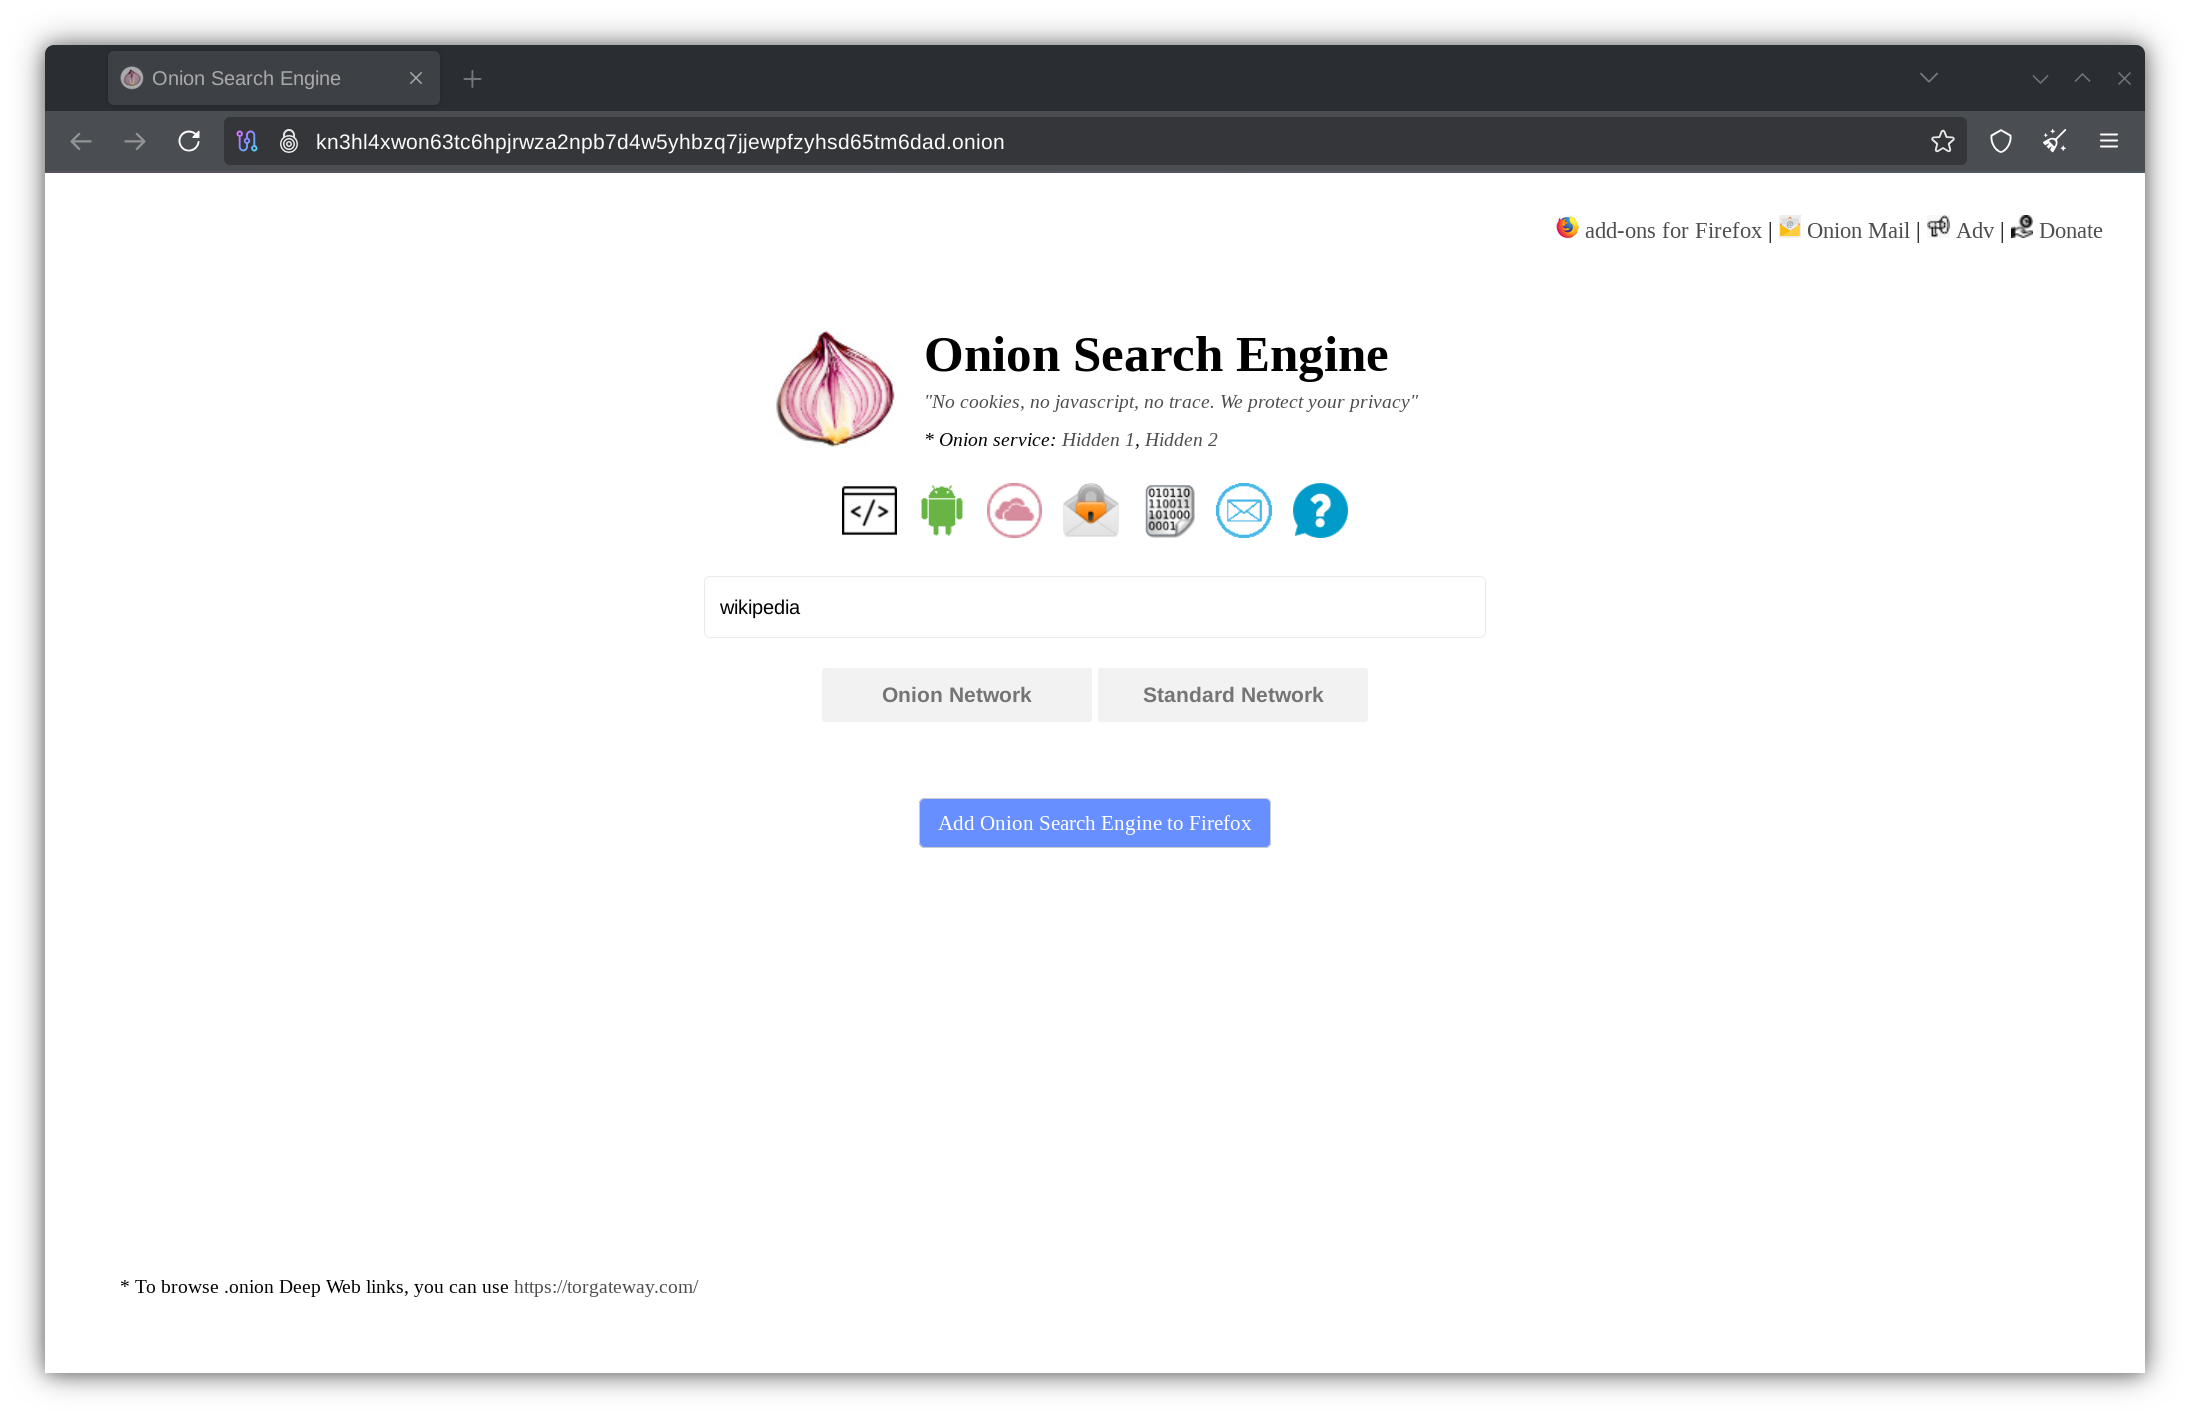 Onion Search Engine
kn3hl4xwon63tc6hpjrwza2npb7d4w5yhbzq7jjewpfzyhsd65tm6dad.onion
add-ons for Firefox | Onion Mail | Adv | Donate
Onion Search Engine
"No cookies, no javascript, no trace. We protect your privacy"
* Onion service: Hidden 1, Hidden 2
</>
010110
110011
101000
0001
?
wikipedia
Onion Network Standard Network
Add Onion Search Engine to Firefox
* To browse .onion Deep Web links, you can use https://torgateway.com/